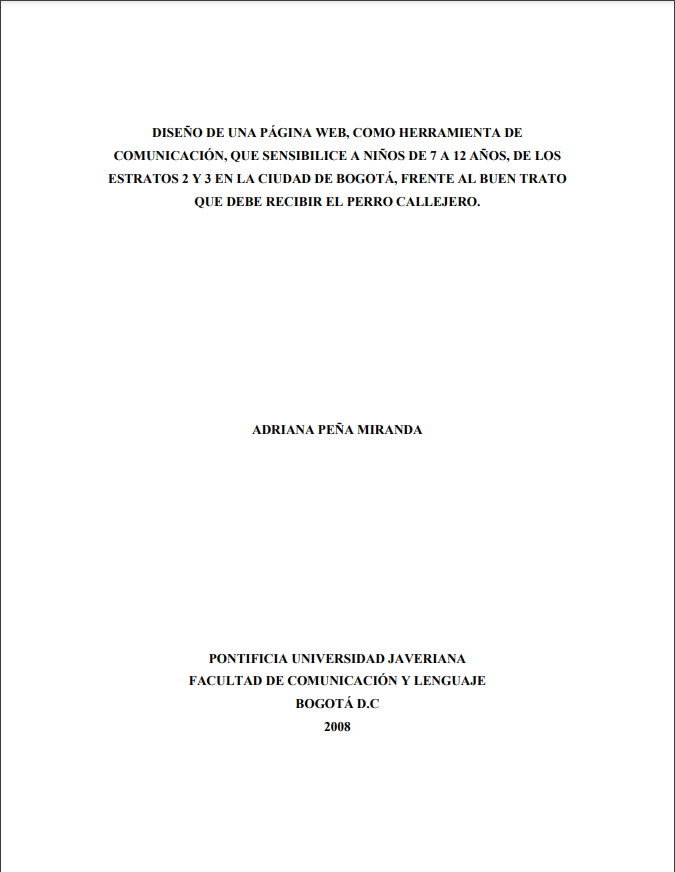 DISEÑO DE UNA PÁGINA WEB, COMO HERRAMIENTA DE
COMUNICACIÓN, QUE SENSIBILICE A NIÑOS DE 7 A 12 AÑOS, DE LOS
ESTRATOS 2 Y 3 EN LA CIUDAD DE BOGOTÁ, FRENTE AL BUEN TRATO
QUE DEBE RECIBIR EL PERRO CALLEJERO.
ADRIANA PEÑA MIRANDA
PONTIFICIA UNIVERSIDAD JAVERIANA
FACULTAD DE COMUNICACIÓN Y LENGUAJE
BOGOTÁ D.C
2008